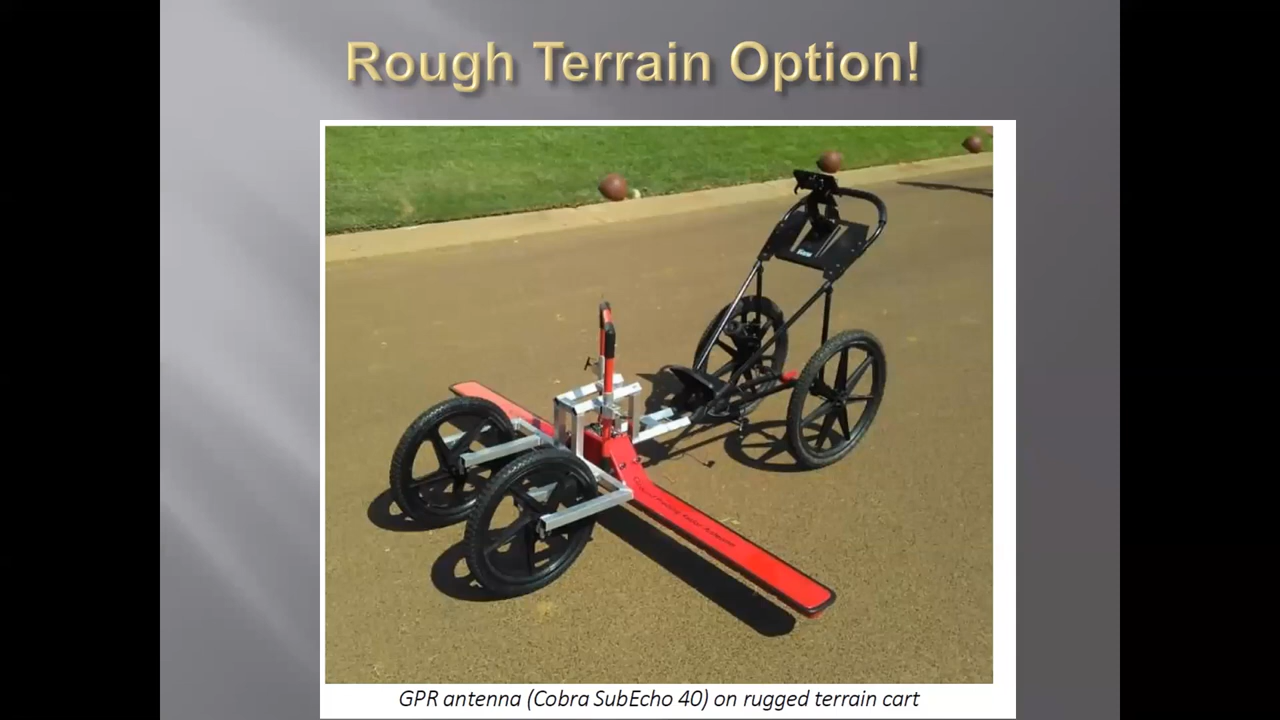 Rough Terrain Option!
GPR antenna (Cobra SubEcho 40) on rugged terrain cart